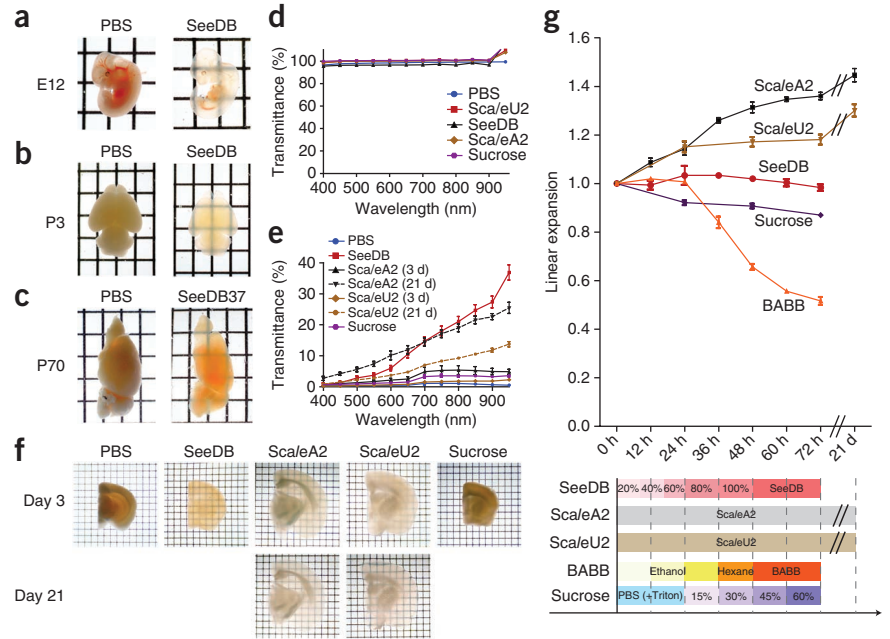 a
PBS
SeeDB
E12
b
PBS
SeeDB
P3
c
PBS
SeeDB37
P70
d
Transmittance (%)
100
80
60
40
20
PBS
Sca/eU2
SeeDB
Sca/eA2
Sucrose
400 500 600 700 800 900
Wavelength (nm)
e
Transmittance (%)
40
30
20
10
0
PBS
SeeDB
Sca/eA2 (3 d)
Sca/eA2 (21 d)
Sca/eU2 (3 d)
Sca/eU2 (21 d)
Sucrose
400 500 600 700 800 900
Wavelength (nm)
f
PBS
SeeDB
Sca/eA2
Sca/eU2
Sucrose
Day 3
Day 21
g
Linear expansion
1.6
1.4
1.2
1.0
0.8
0.6
0.4
Sca/eA2
Sca/eU2
SeeDB
Sucrose
BABB
0 h
12 h
24 h
36 h
48 h
60 h
72 h
21 d
SeeDB
20% 40% 60% 80% 100% SeeDB
Sca/eA2
Sca/eA2
Sca/eU2
Sca/eU2
BABB
Ethanol Hexane BABB
Sucrose
PBS (+Triton) 15% 30% 45% 60%